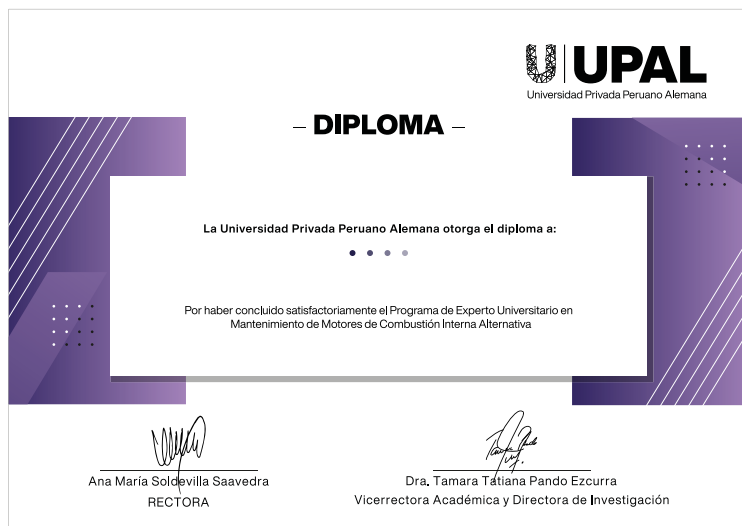 UPAL
Universidad Privada Peruano Alemana
– DIPLOMA –
La Universidad Privada Peruano Alemana otorga el diploma a:
Por haber concluido satisfactoriamente el Programa de Experto Universitario en
Mantenimiento de Motores de Combustión Interna Alternativa
Ana María Soldevilla Saavedra
RECTORA
Dra. Tamara Tatiana Pando Ezcurra
Vicerrectora Académica y Directora de Investigación